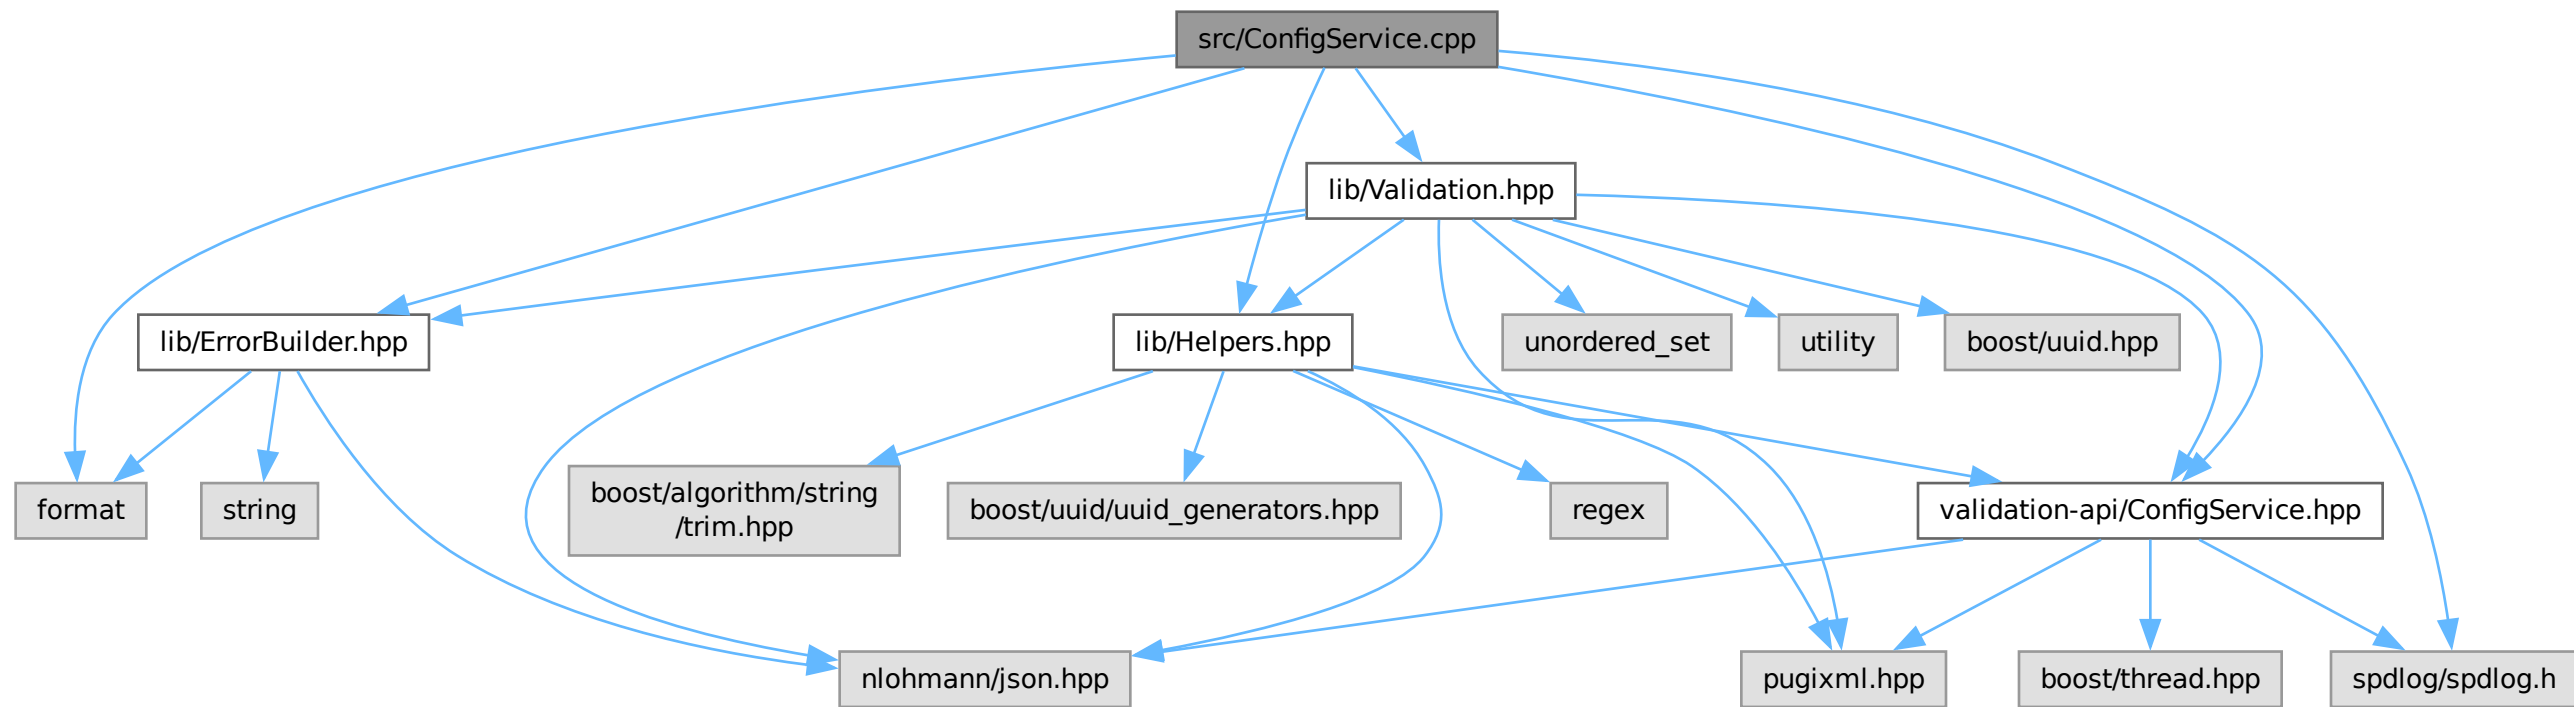 src/ConfigService.cpp
lib/Validation.hpp
lib/ErrorBuilder.hpp
lib/Helpers.hpp
unordered_set
utility
boost/uuid.hpp
format
string
boost/algorithm/string
/trim.hpp
boost/uuid/uuid_generators.hpp
regex
validation-api/ConfigService.hpp
nlohmann/json.hpp
pugixml.hpp
boost/thread.hpp
spdlog/spdlog.h